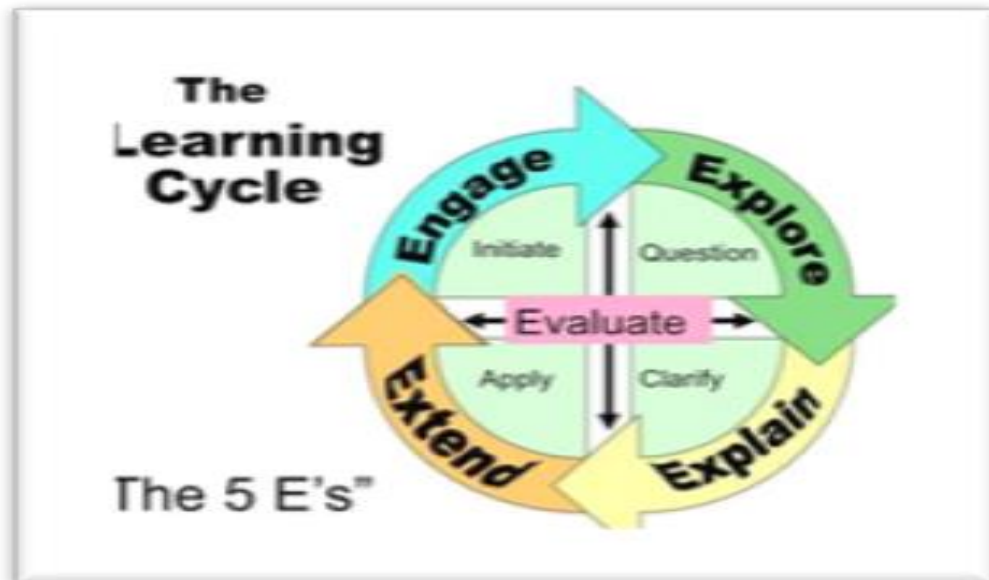 The
Learning
Cycle
Engage
Explore
Initiate
Question
Evaluate
Apply
Clarify
Extend
Explain
The 5 E's”